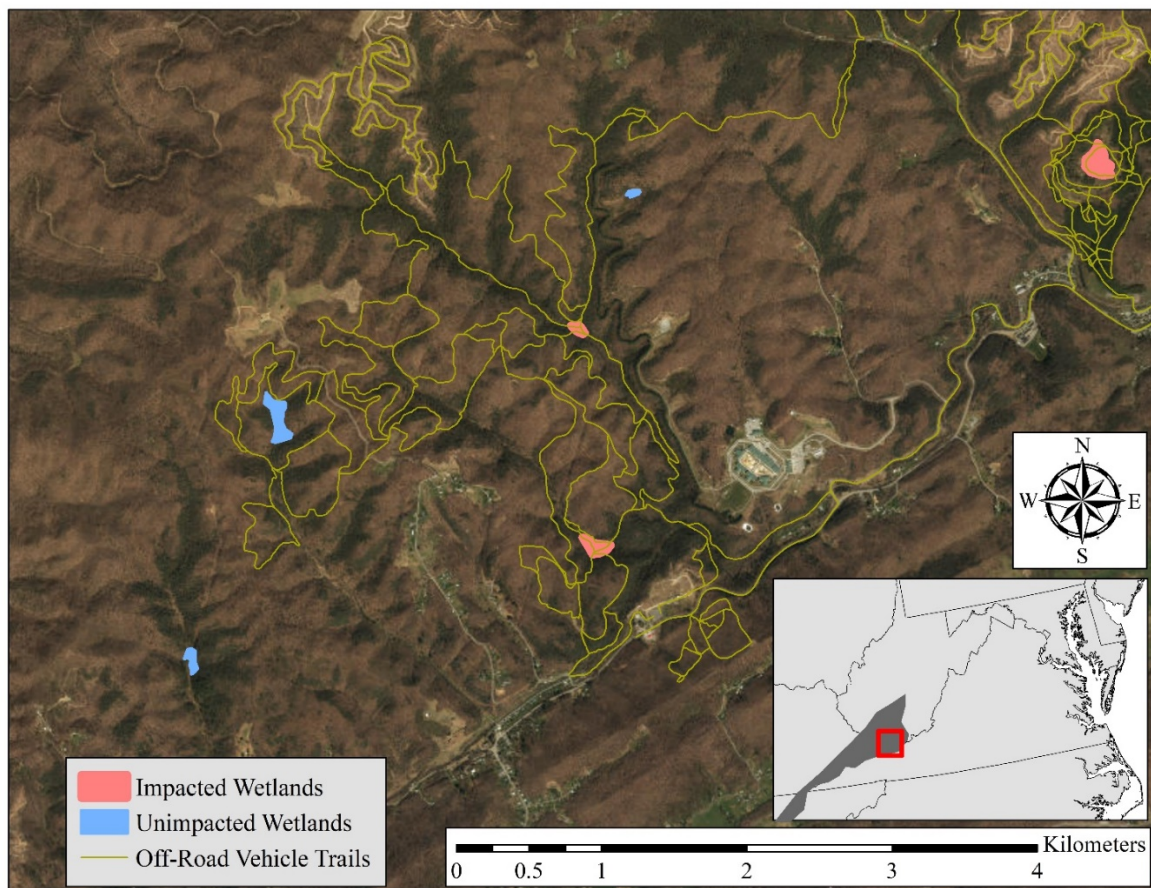 N
W E
S
Impacted Wetlands
Unimpacted Wetlands
Off-Road Vehicle Trails
Kilometers
0 0.5 1 2 3 4